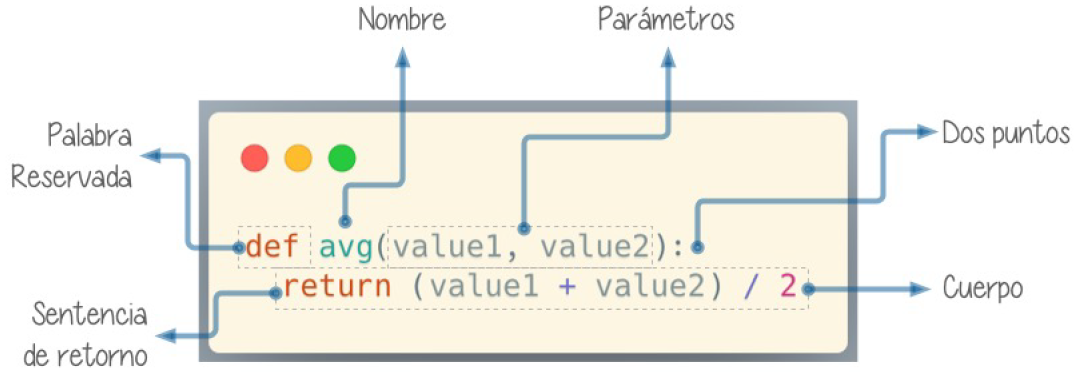 Nombre
Parámetros
Palabra
Reservada
Dos puntos
def avg(value1, value2):
return (value1 + value2) / 2
Cuerpo
Sentencia
de retorno